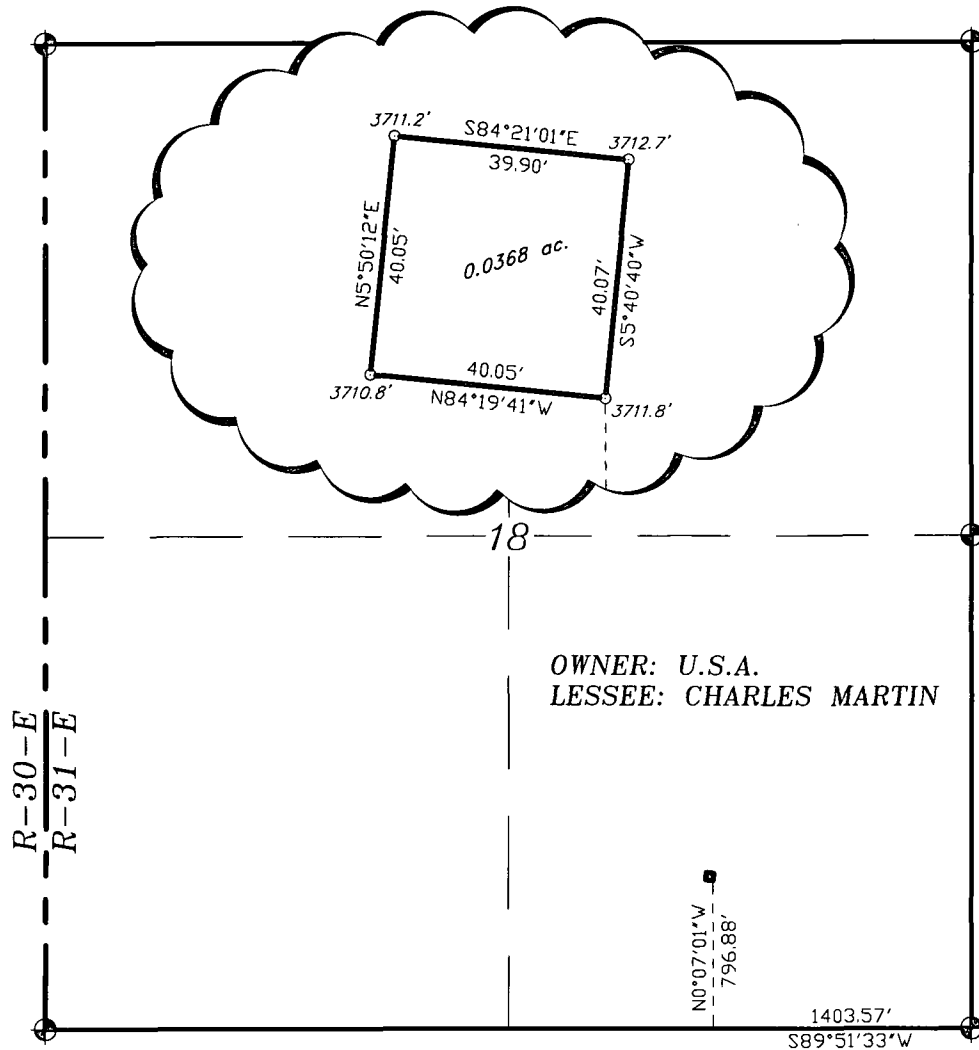 3711.2'
S84°21'01"E
3712.7'
39.90'
N5°50'12"E
40.05'
0.0368 ac.
40.07'
S5°40'40"W
40.05'
3710.8'
N84°19'41"W
3711.8'
18
OWNER: U.S.A.
LESSEE: CHARLES MARTIN
R-30-E
R-31-E
N0°07'01"W
796.88'
1403.57'
S89°51'33"W